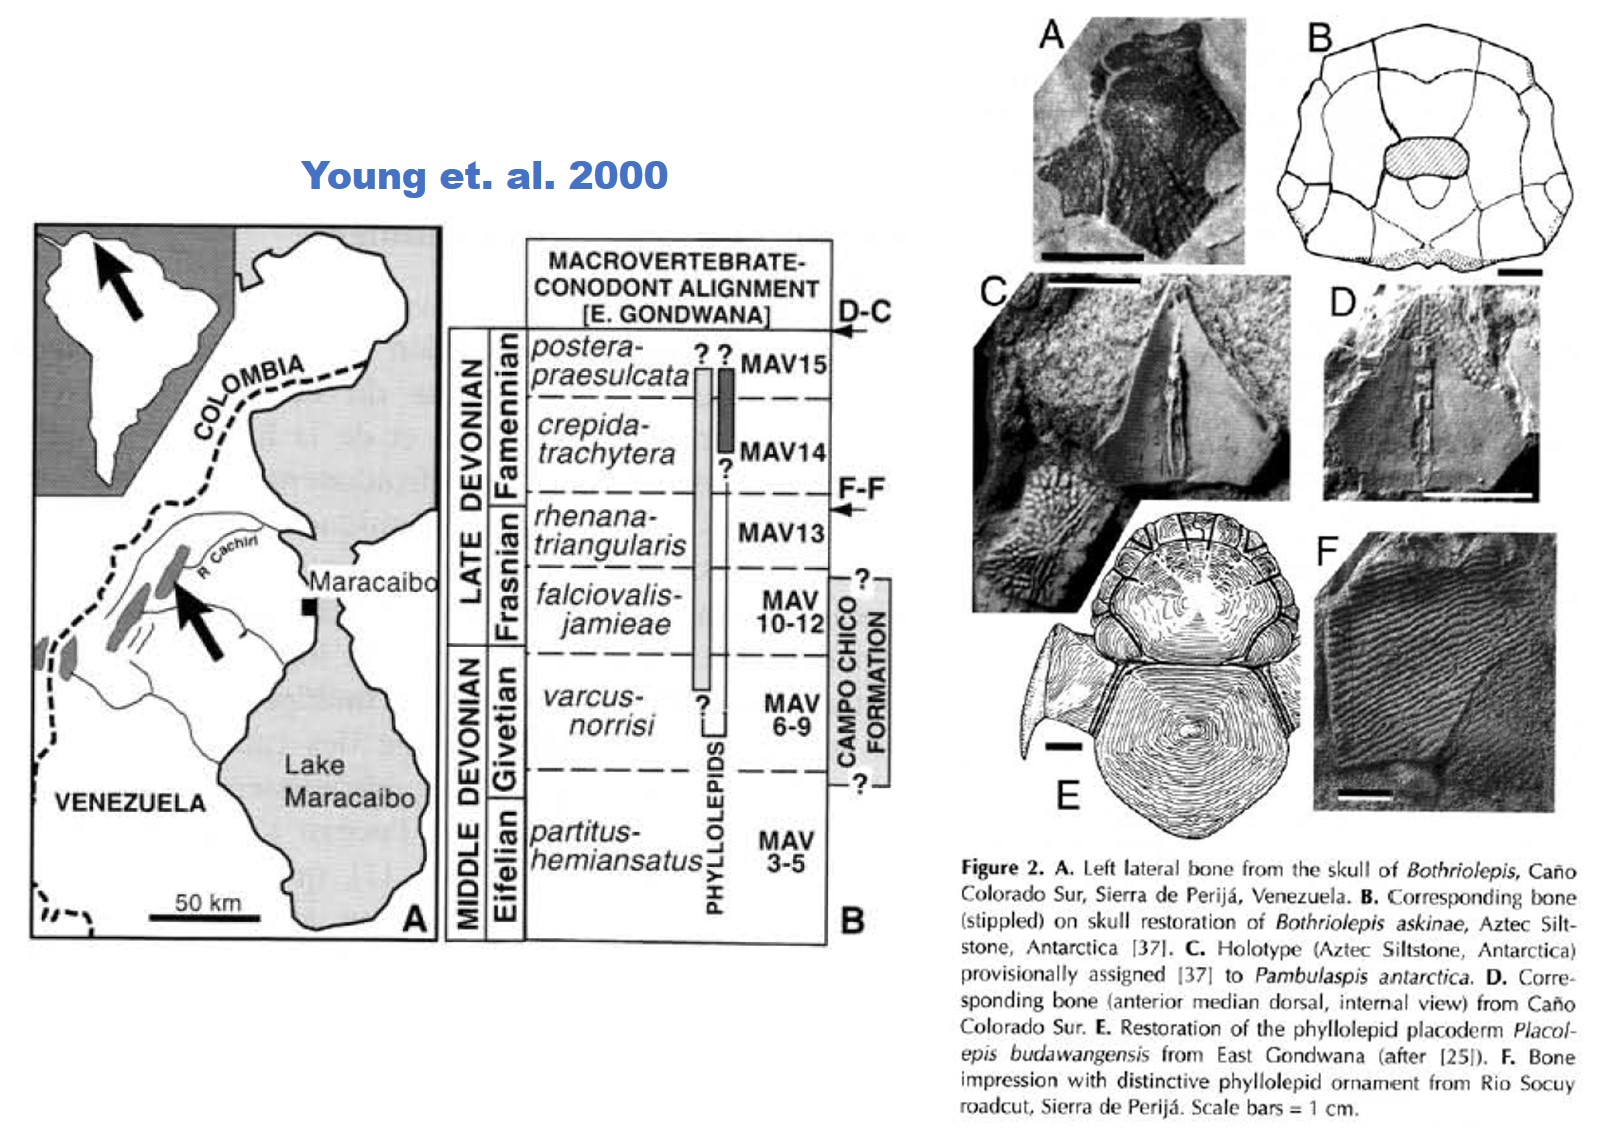 Young et. al. 2000
COLOMBIA
R Cachiri
Maracaibo
Lake
Maracaibo
VENEZUELA
50 km
A
MACROVERTEBRATE-
CONODONT ALIGNMENT
[E. GONDWANA]
D-C
MIDDLE DEVONIAN
LATE DEVONIAN
Eifelian
Givetian
Frasnian
Famennian
postera-
praesulcata
? ?
MAV15
crepida-
trachytera
?
MAV14
F-F
rhenana-
triangularis
MAV13
falciovalis-
jamieae
MAV
10-12
?
CAMPO CHICO
FORMATION
?
varcus-
norrisi
?
MAV
6-9
PHYLLOLEPIDS
partitus-
hemiansatus
MAV
3-5
B
A
B
C
D
E
F
Figure 2. A. Left lateral bone from the skull of Bothriolepis, Caño
Colorado Sur, Sierra de Perijá, Venezuela. B. Corresponding bone
(stippled) on skull restoration of Bothriolepis askinae, Aztec Silt-
stone, Antarctica [37]. C. Holotype (Aztec Siltstone, Antarctica)
provisionally assigned [37] to Pambulaspis antarctica. D. Corre-
sponding bone (anterior median dorsal, internal view) from Caño
Colorado Sur. E. Restoration of the phyllolepid placoderm Placol-
epis budawangensis from East Gondwana (after [25]). F. Bone
impression with distinctive phyllolepid ornament from Rio Socuy
roadcut, Sierra de Perijá. Scale bars = 1 cm.